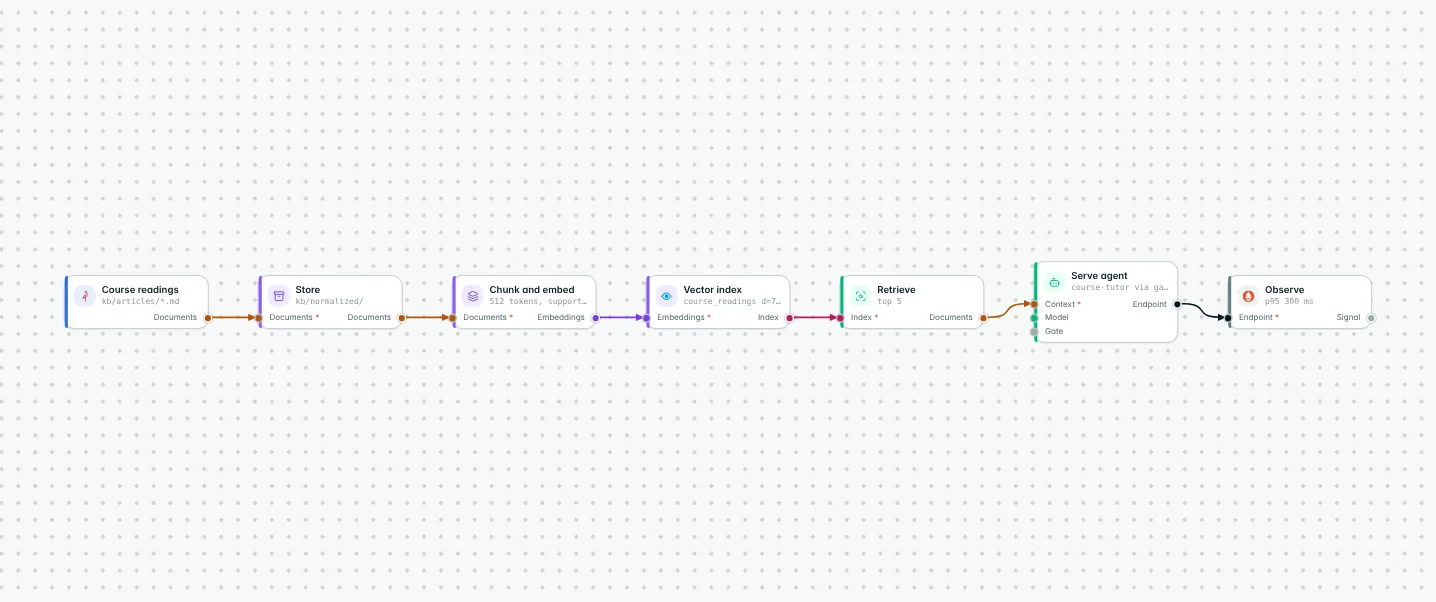 Course readings
kb/articles/*.md
Documents
Store
kb/normalized/
Documents *
Documents
Chunk and embed
512 tokens, support…
Documents *
Embeddings
Vector index
course_readings d=7…
Embeddings *
Index
Retrieve
top 5
Index *
Documents
Serve agent
course-tutor via ga…
Context *
Endpoint
Model
Gate
Observe
p95 300 ms
Endpoint *
Signal